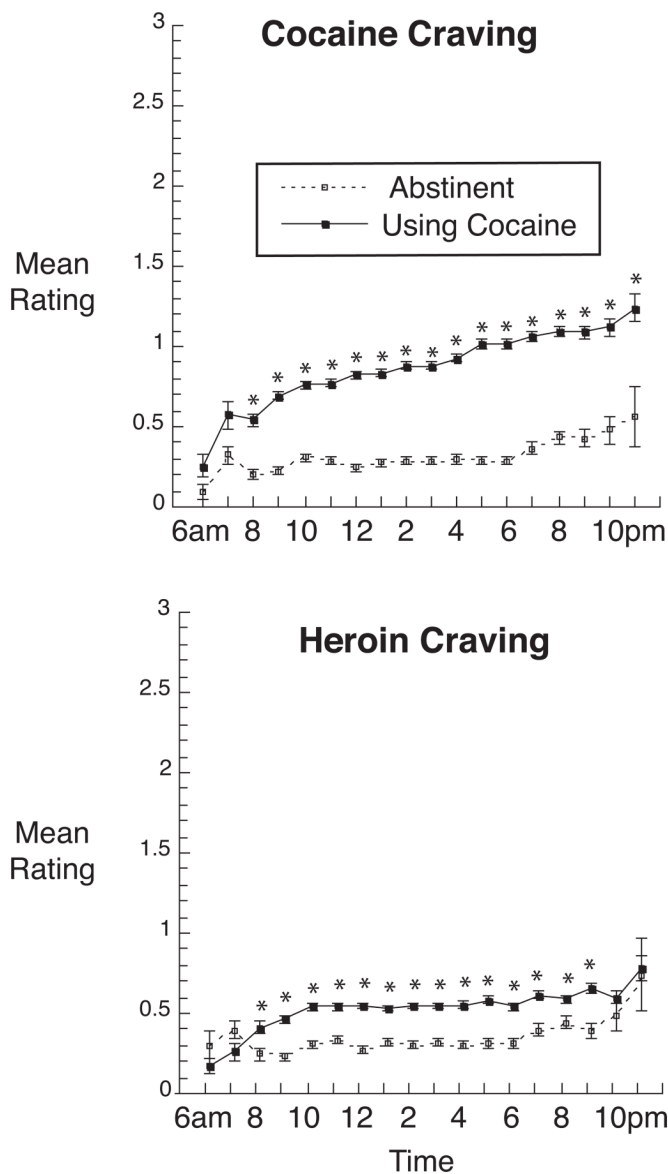 Cocaine Craving
3
2.5
2
1.5
1
0.5
0
Mean
Rating
Abstinent
Using Cocaine
* * * * * * * * * * * * * * * *
6am 8 10 12 2 4 6 8 10pm
Heroin Craving
3
2.5
2
1.5
1
0.5
0
Mean
Rating
* * * * * * * * * * * * * *
6am 8 10 12 2 4 6 8 10pm
Time